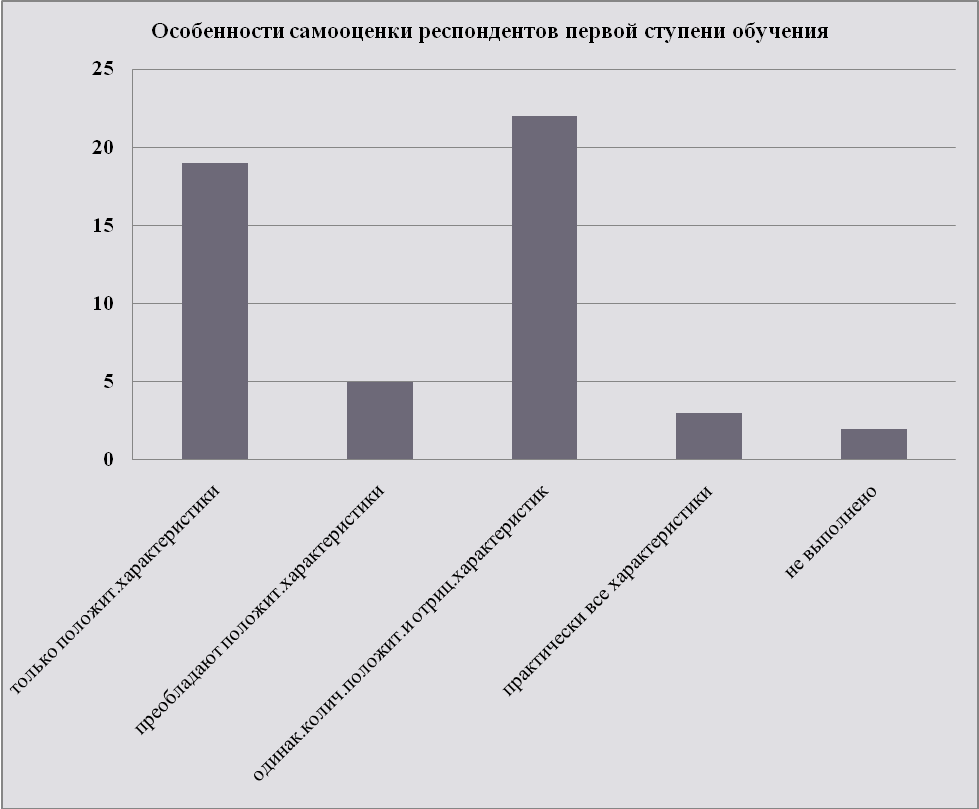 Особенности самооценки респондентов первой ступени обучения
25
20
15
10
5
0
только положит.характеристики
преобладают положит.характеристики
одинак.колич.положит.и отриц.характеристик
практически все характеристики
не выполнено